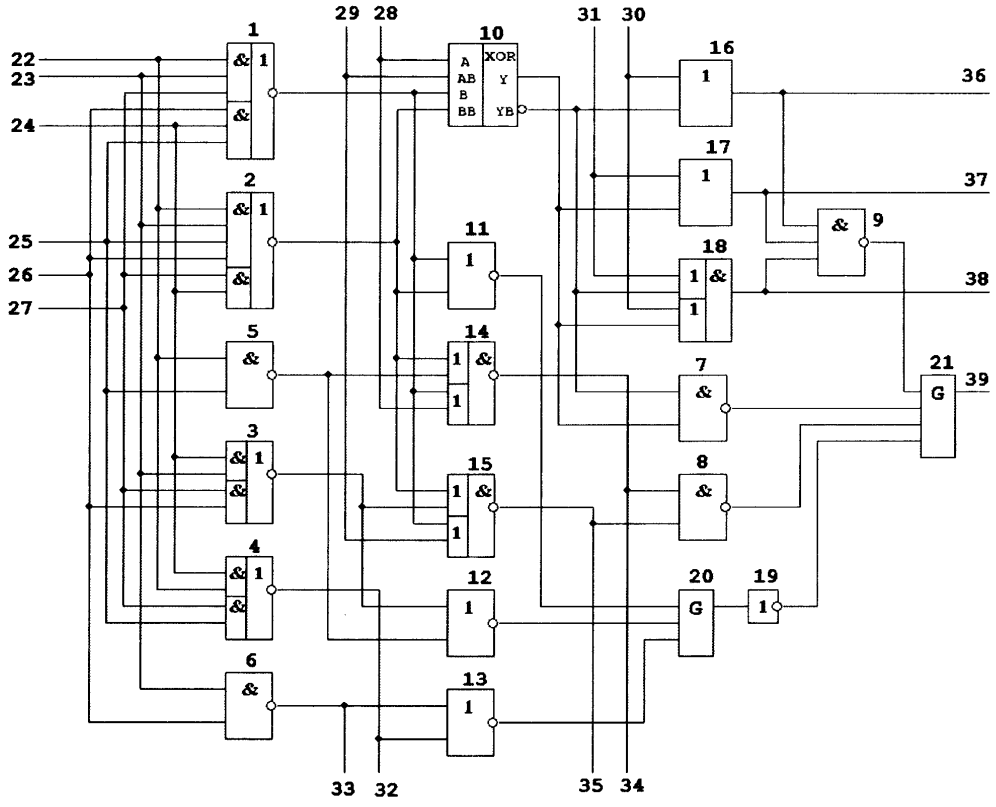 29 28 31 30
1 10 16
22 & 1 A XOR 1 36
23 AB Y
& B
24 BB YB
17
2 1 37
& 1
& 9
25 11 18
26 & 1 1 & 38
27 1
5 14
& 1 & 7 21
1 & G 39
3 15 8
& 1 1 & &
& 1
4 12 20 19
& 1 1 G 1
&
6 13
& 1
33 32 35 34